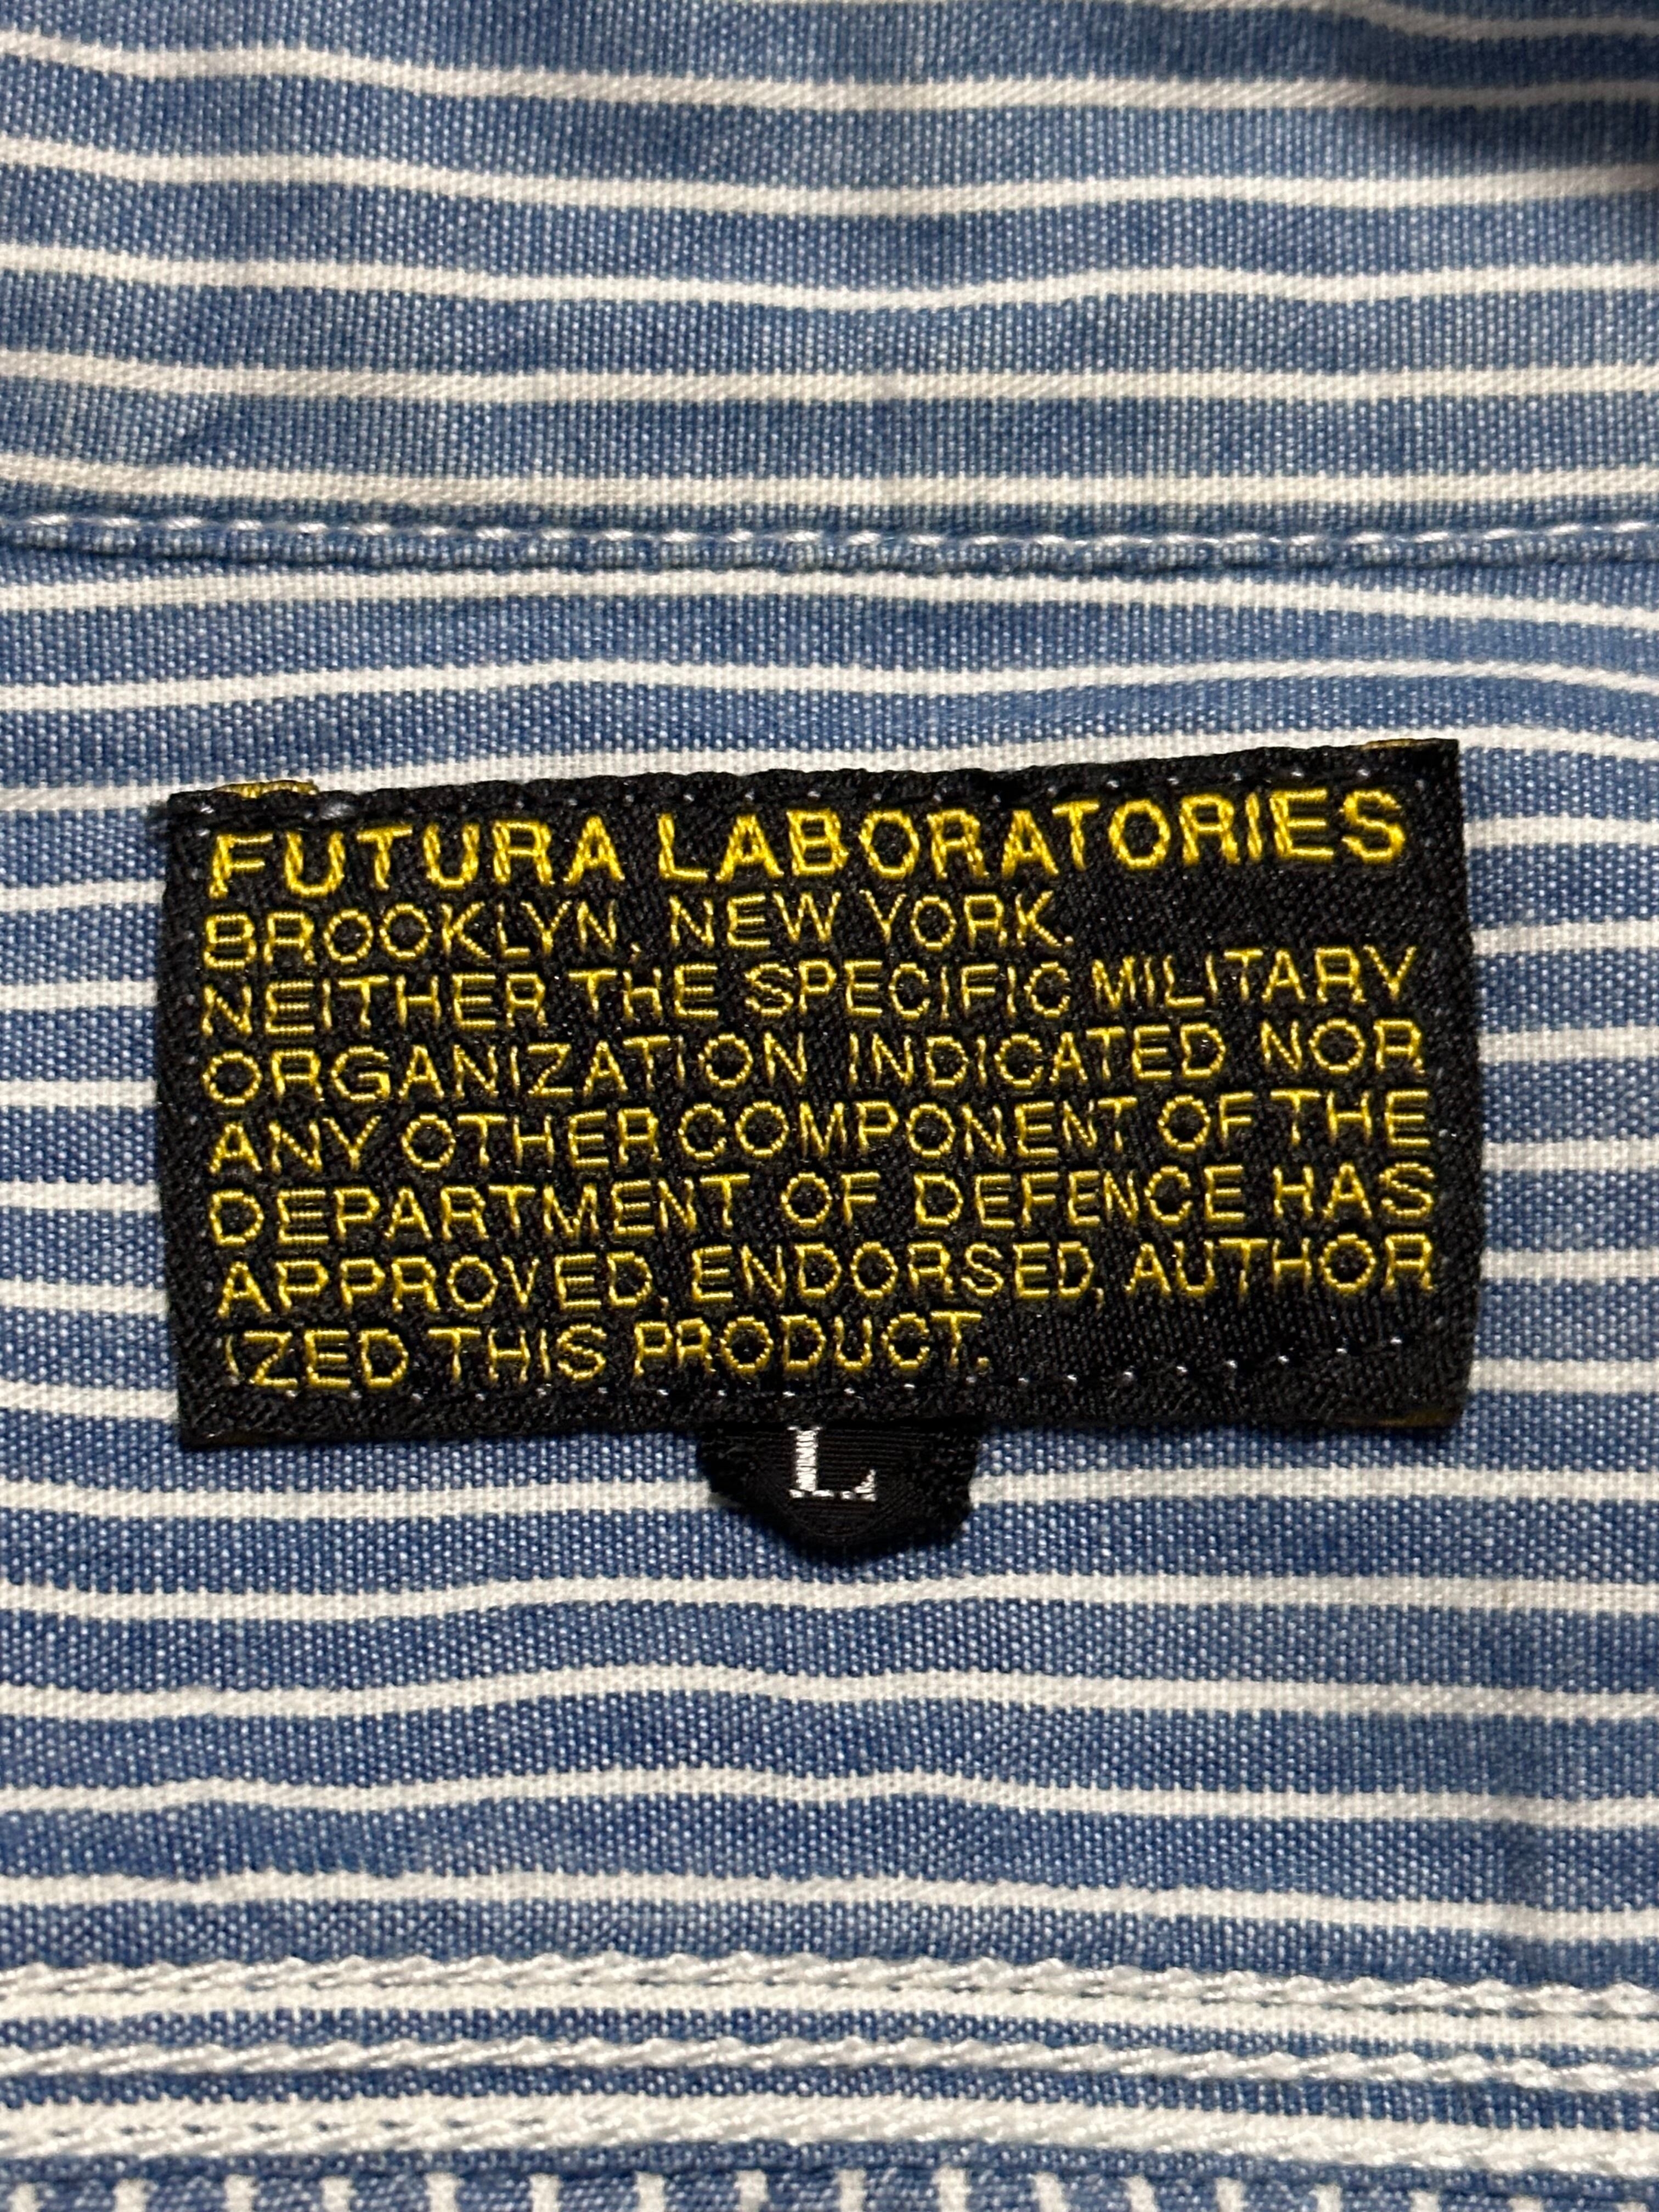 FUTURA LABORATORIES
BROOKLYN, NEW YORK.
NEITHER THE SPECIFIC MILITARY
ORGANIZATION INDICATED NOR
ANY OTHER COMPONENT OF THE
DEPARTMENT OF DEFENCE HAS
APPROVED, ENDORSED, AUTHOR
IZED THIS PRODUCT.
L